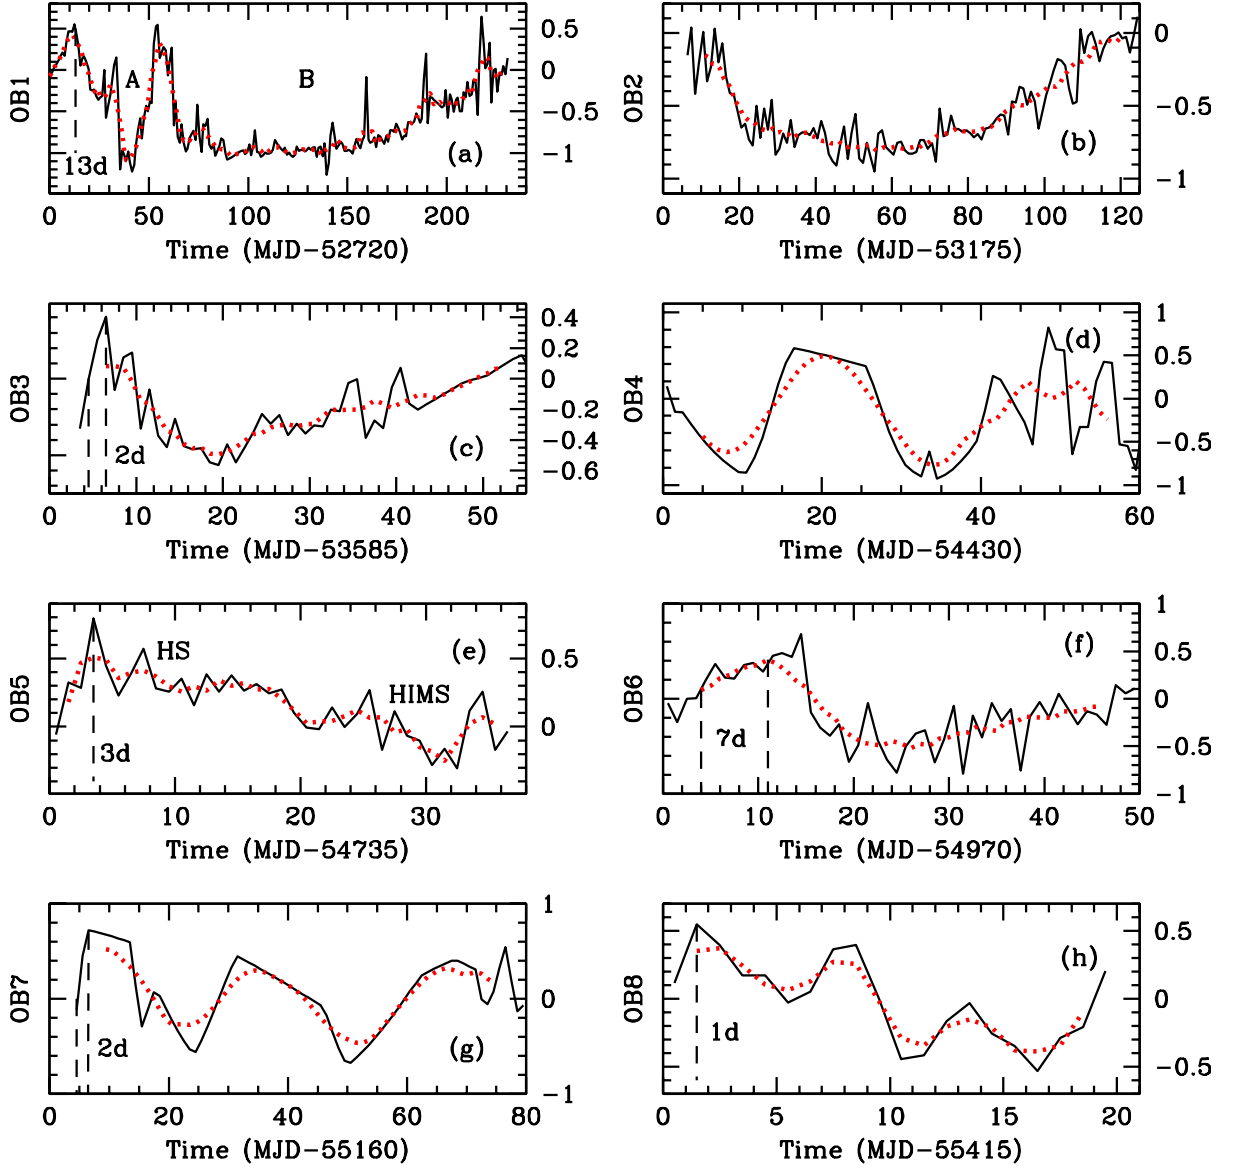 OB1
A
B
13d
(a)
0.5
0
-0.5
-1
0 50 100 150 200
Time (MJD-52720)
OB2
(b)
0
-0.5
-1
0 20 40 60 80 100 120
Time (MJD-53175)
OB3
2d
(c)
0.4
0.2
0
-0.2
-0.4
-0.6
0 10 20 30 40 50
Time (MJD-53585)
OB4
(d)
1
0.5
0
-0.5
-1
0 20 40 60
Time (MJD-54430)
OB5
HS
HIMS
3d
(e)
0.5
0
0 10 20 30
Time (MJD-54735)
OB6
7d
(f)
1
0.5
0
-0.5
-1
0 10 20 30 40 50
Time (MJD-54970)
OB7
2d
(g)
1
0
-1
0 20 40 60 80
Time (MJD-55160)
OB8
1d
(h)
0.5
0
-0.5
0 5 10 15 20
Time (MJD-55415)